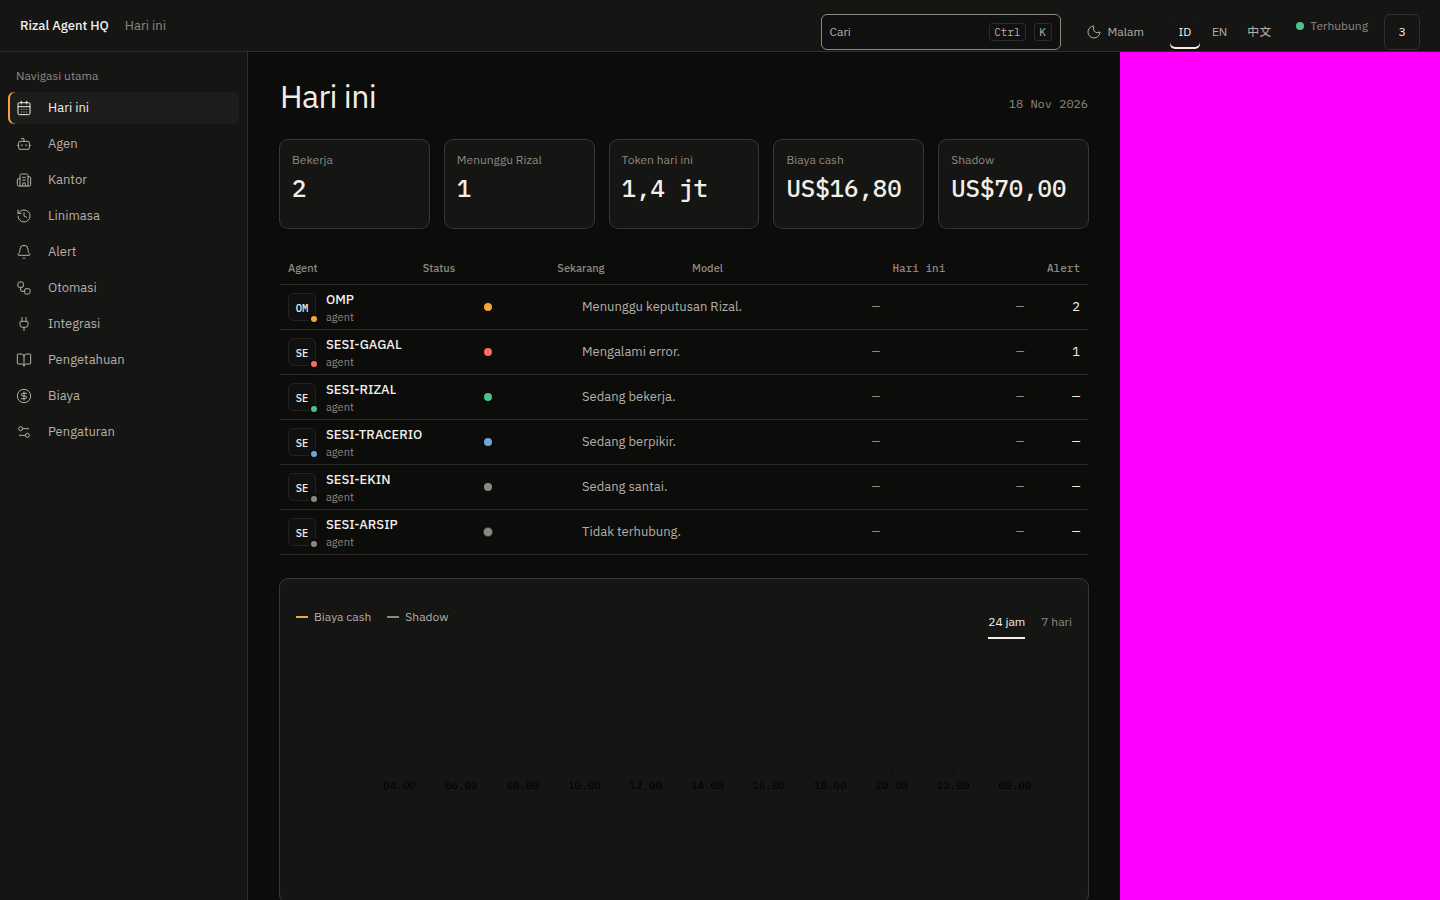 Rizal Agent HQ Hari ini Cari Ctrl K Malam ID EN 中文 Terhubung 3
Navigasi utama
Hari ini
Agen
Kantor
Linimasa
Alert
Otomasi
Integrasi
Pengetahuan
Biaya
Pengaturan
Hari ini 18 Nov 2026
Bekerja
2
Menunggu Rizal
1
Token hari ini
1,4 jt
Biaya cash
US$16,80
Shadow
US$70,00
Agent Status Sekarang Model Hari ini Alert
OM OMP agent Menunggu keputusan Rizal. — — 2
SE SESI-GAGAL agent Mengalami error. — — 1
SE SESI-RIZAL agent Sedang bekerja. — — —
SE SESI-TRACERIO agent Sedang berpikir. — — —
SE SESI-EKIN agent Sedang santai. — — —
SE SESI-ARSIP agent Tidak terhubung. — — —
Biaya cash Shadow 24 jam 7 hari
04.00 06.00 08.00 10.00 12.00 14.00 16.00 18.00 20.00 22.00 00.00